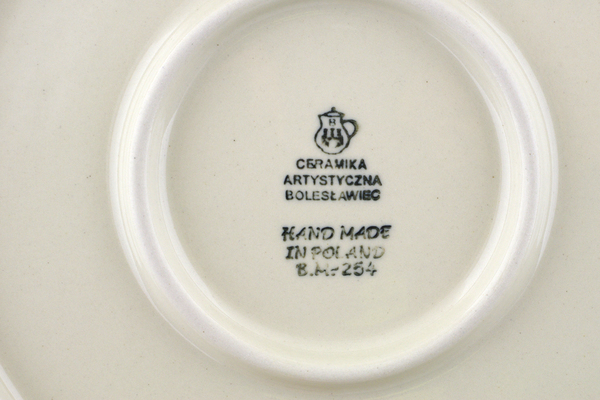 CERAMIKA
ARTYSTYCZNA
BOLESŁAWIEC
HAND MADE
IN POLAND
B.M-254